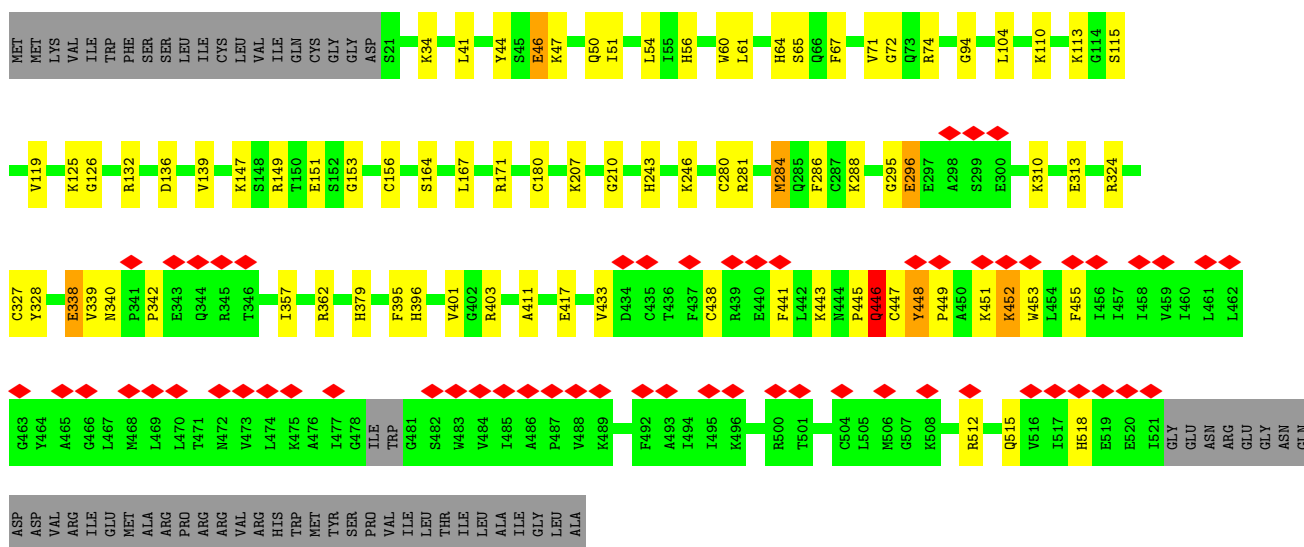 MET MET LYS VAL ILE TRP PHE SER SER LEU ILE CYS LEU VAL ILE GLN CYS GLY GLY ASP S21 K34 L41 Y44 S45 E46 K47 Q50 I51 L54 I55 H56 W60 L61 H64 S65 Q66 F67 V71 G72 Q73 R74 G94 L104 K110 K113 G114 S115
V119 K125 G126 R132 D136 V139 K147 S148 R149 T150 E151 S152 G153 C156 S164 L167 R171 C180 K207 G210 H243 K246 C280 R281 M284 Q285 F286 C287 K288 G295 E296 E297 A298 S299 E300 K310 E313 R324
C327 Y328 E338 V339 N340 P341 P342 E343 Q344 R345 T346 I357 R362 H379 F395 H396 V401 G402 R403 A411 E417 V433 D434 C435 T436 F437 C438 R439 E440 F441 L442 K443 N444 P445 Q446 C447 Y448 P449 A450 K451 K452 W453 L454 F455 I456 I457 I458 V459 I460 L461 L462
G463 Y464 A465 G466 L467 M468 L469 L470 T471 N472 V473 L474 K475 A476 I477 G478 ILE TRP G481 S482 W483 V484 I485 A486 P487 V488 K489 F492 A493 I494 I495 K496 R500 T501 C504 L505 M506 G507 K508 R512 Q515 V516 I517 H518 E519 E520 I521 GLY GLU ASN ARG GLU GLY ASN GLN
ASP ASP VAL ARG ILE GLU MET ALA ARG PRO ARG ARG VAL ARG HIS TRP MET TYR SER PRO VAL ILE LEU THR ILE LEU ALA ILE GLY LEU ALA